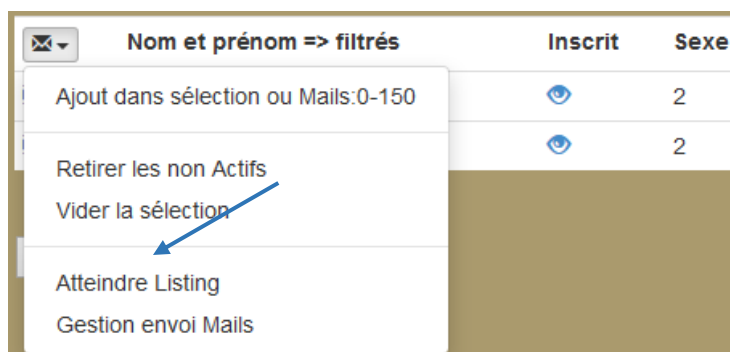 Nom et prénom => filtrés Inscrit Sexe
Ajout dans sélection ou Mails:0-150
2
Retirer les non Actifs
2
Vider la sélection
Atteindre Listing
Gestion envoi Mails